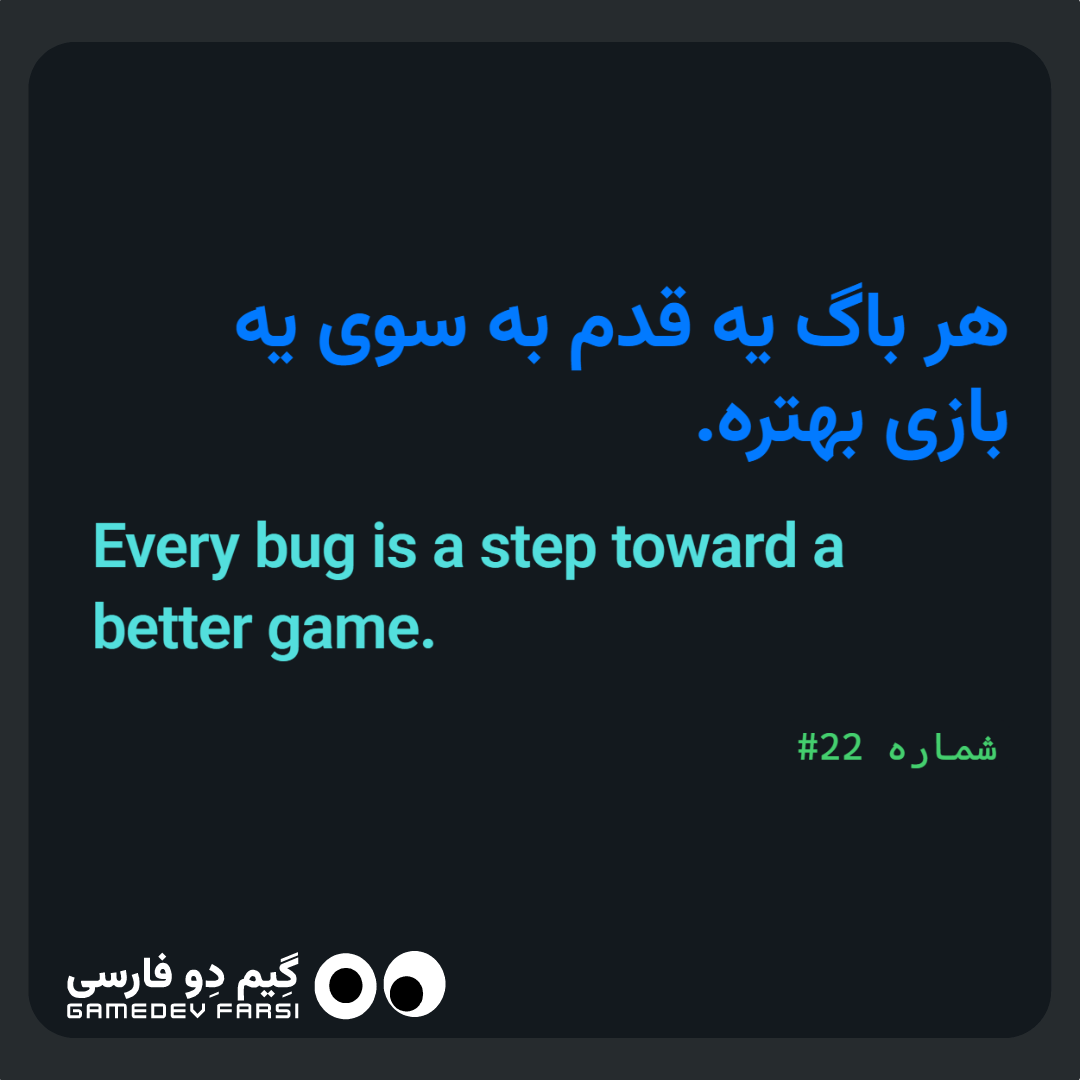 هر باگ یه قدم به سوی یه
بازی بهتره.
Every bug is a step toward a
better game.
شماره #22
گِیم دِو فارسی
GAMEDEV FARSI